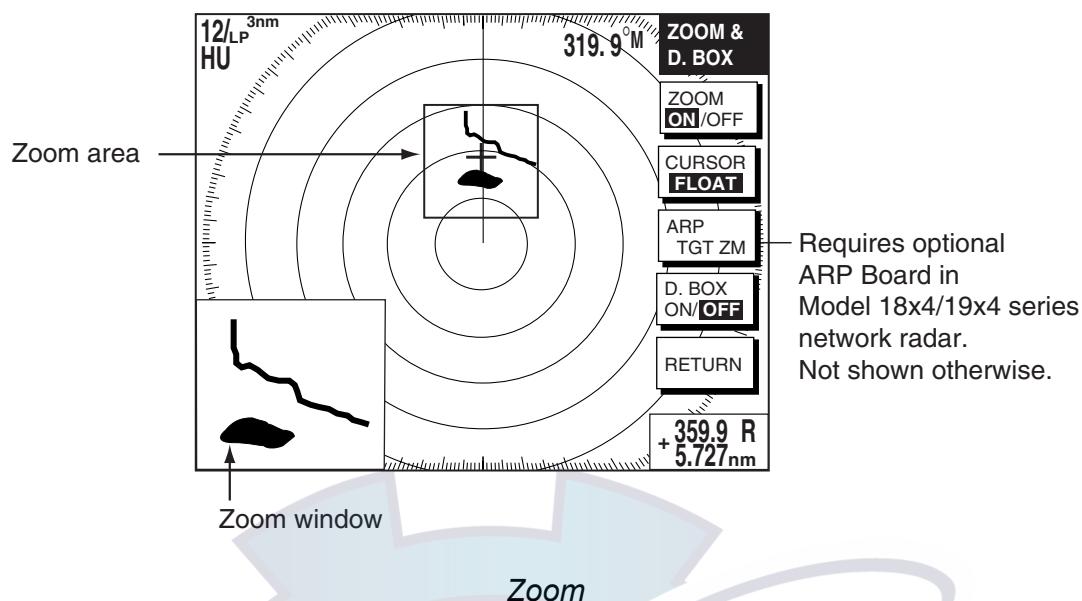 12/LP 3nm
HU
319. 9°M
ZOOM &
D. BOX
ZOOM
ON/OFF
CURSOR
FLOAT
Zoom area
ARP
TGT ZM
Requires optional
ARP Board in
Model 18x4/19x4 series
network radar.
Not shown otherwise.
D. BOX
ON/OFF
RETURN
+ 359.9 R
5.727nm
Zoom window
Zoom